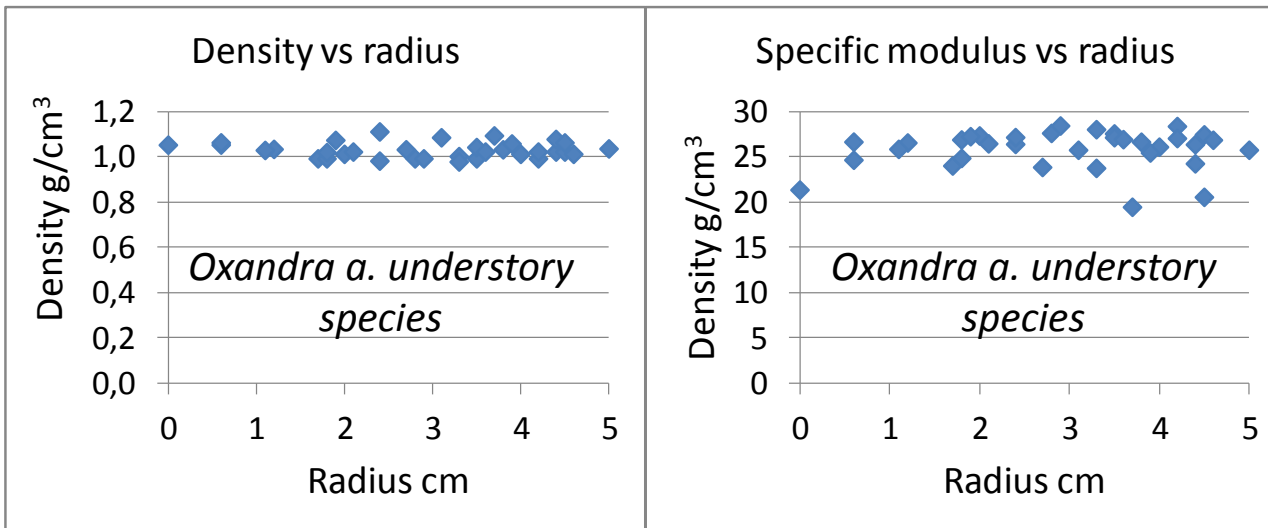 Density vs radius
Density g/cm³
1,2
1,0
0,8
0,6
0,4
0,2
0,0
Oxandra a. understory
species
0 1 2 3 4 5
Radius cm
Specific modulus vs radius
Density g/cm³
30
25
20
15
10
5
0
Oxandra a. understory
species
0 1 2 3 4 5
Radius cm